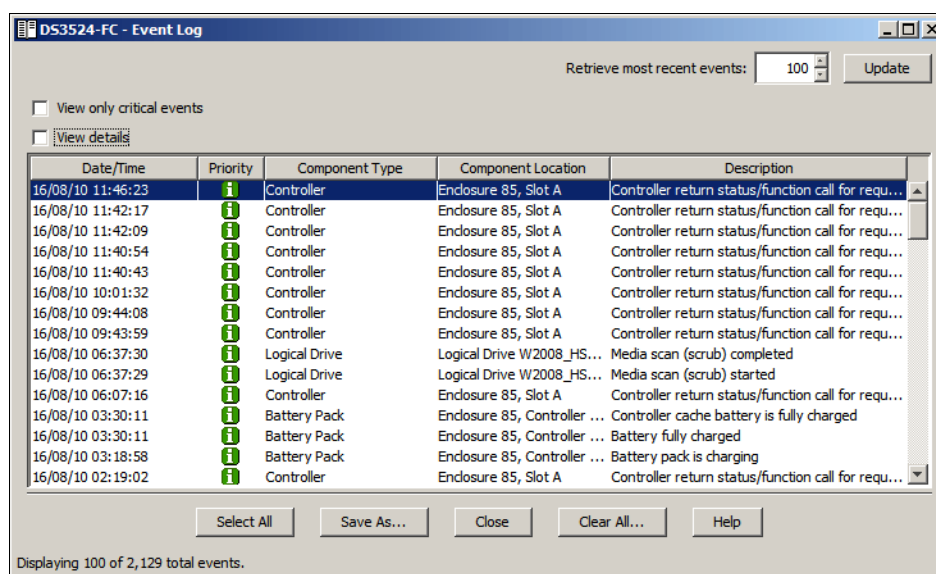 DS3524-FC - Event Log
Retrieve most recent events: 100 Update
View only critical events
View details
Date/Time Priority Component Type Component Location Description
16/08/10 11:46:23 Controller Enclosure 85, Slot A Controller return status/function call for requ...
16/08/10 11:42:17 Controller Enclosure 85, Slot A Controller return status/function call for requ...
16/08/10 11:42:09 Controller Enclosure 85, Slot A Controller return status/function call for requ...
16/08/10 11:40:54 Controller Enclosure 85, Slot A Controller return status/function call for requ...
16/08/10 11:40:43 Controller Enclosure 85, Slot A Controller return status/function call for requ...
16/08/10 10:01:32 Controller Enclosure 85, Slot A Controller return status/function call for requ...
16/08/10 09:44:08 Controller Enclosure 85, Slot A Controller return status/function call for requ...
16/08/10 09:43:59 Controller Enclosure 85, Slot A Controller return status/function call for requ...
16/08/10 06:37:30 Logical Drive Logical Drive W2008_HS... Media scan (scrub) completed
16/08/10 06:37:29 Logical Drive Logical Drive W2008_HS... Media scan (scrub) started
16/08/10 06:07:16 Controller Enclosure 85, Slot A Controller return status/function call for requ...
16/08/10 03:30:11 Battery Pack Enclosure 85, Controller ... Controller cache battery is fully charged
16/08/10 03:30:11 Battery Pack Enclosure 85, Controller ... Battery fully charged
16/08/10 03:18:58 Battery Pack Enclosure 85, Controller ... Battery pack is charging
16/08/10 02:19:02 Controller Enclosure 85, Slot A Controller return status/function call for requ...
Select All Save As... Close Clear All... Help
Displaying 100 of 2,129 total events.